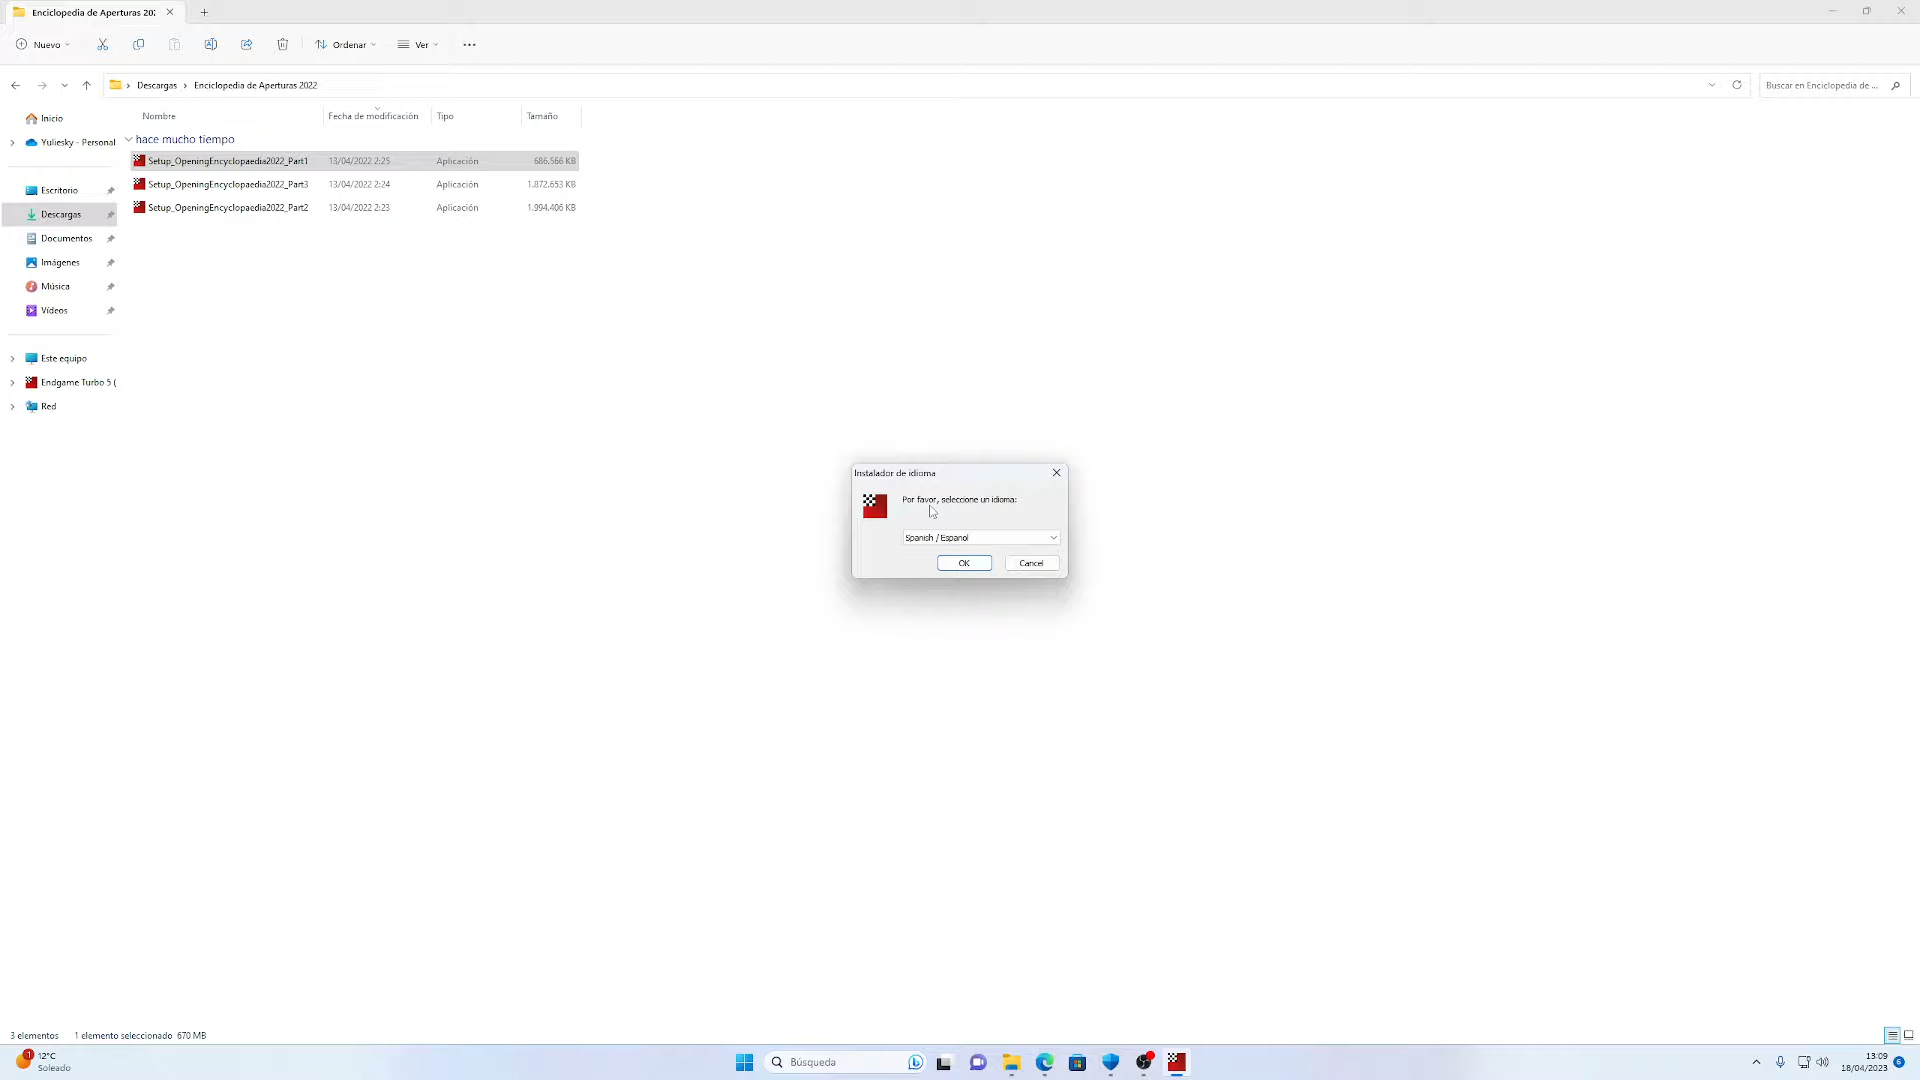 Enciclopedia de Aperturas 202
Nuevo
Ordenar
Ver
Descargas
Enciclopedia de Aperturas 2022
Buscar en Enciclopedia de ...
Nombre
Fecha de modificación
Tipo
Tamaño
hace mucho tiempo
Setup_OpeningEncyclopaedia2022_Part1 13/04/2022 2:25 Aplicación 686.566 KB
Setup_OpeningEncyclopaedia2022_Part3 13/04/2022 2:24 Aplicación 1.872.653 KB
Setup_OpeningEncyclopaedia2022_Part2 13/04/2022 2:23 Aplicación 1.994.406 KB
Inicio
Yuliesky - Personal
Escritorio
Descargas
Documentos
Imágenes
Música
Vídeos
Este equipo
Endgame Turbo 5 (
Red
Instalador de idioma
Por favor, seleccione un idioma:
Spanish / Espanol
OK
Cancel
3 elementos
1 elemento seleccionado 670 MB
1
12°C
Soleado
Búsqueda
13:09
18/04/2023
6